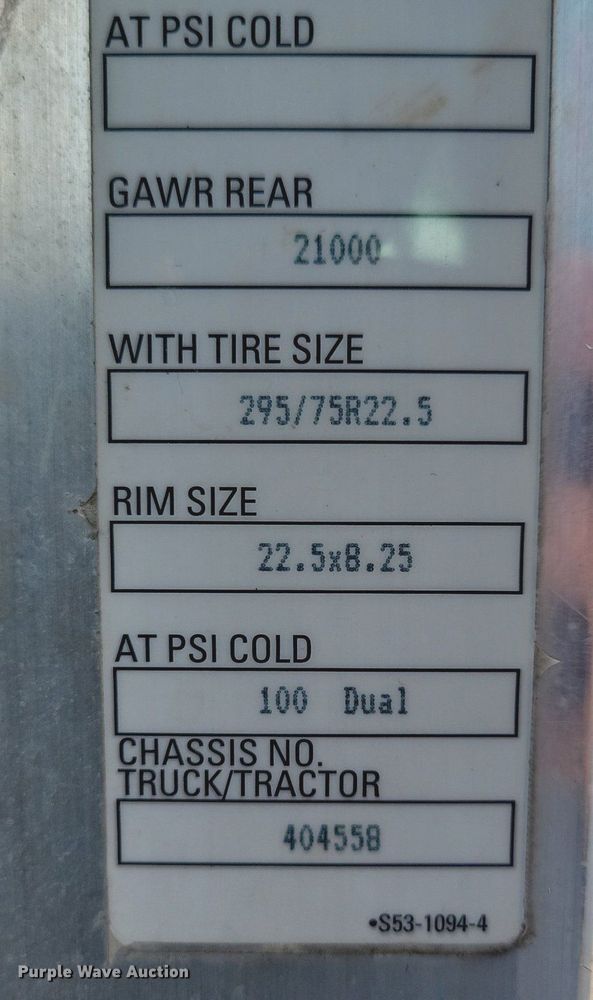 AT PSI COLD
GAWR REAR
21000
WITH TIRE SIZE
295/75R22.5
RIM SIZE
22.5x8.25
AT PSI COLD
100 Dual
CHASSIS NO.
TRUCK/TRACTOR
404558
•S53-1094-4
Purple Wave Auction